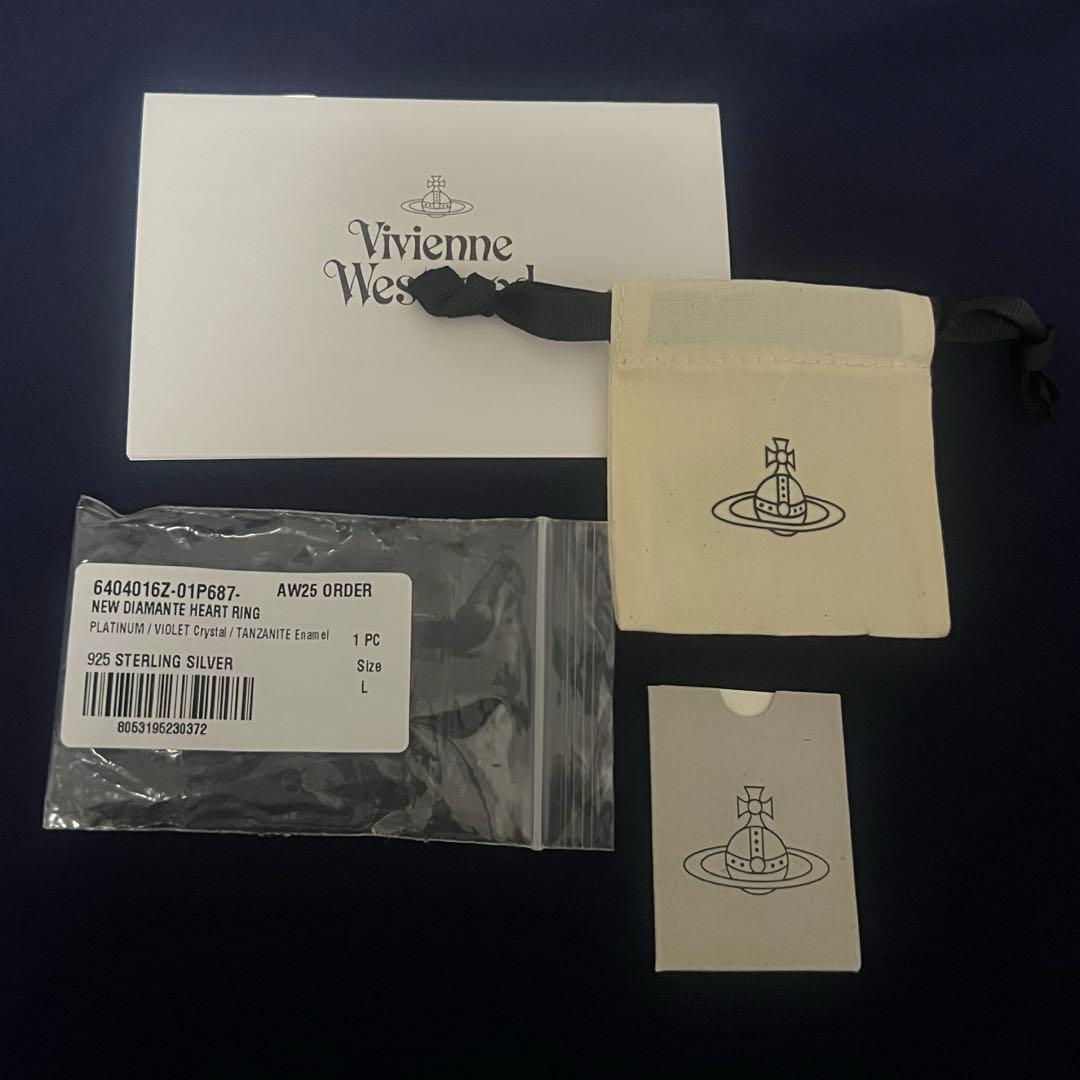 Vivienne
6404016Z-01P687- AW25 ORDER
NEW DIAMANTE HEART RING
PLATINUM / VIOLET Crystal / TANZANITE Enamel 1 PC
925 STERLING SILVER Size
L
8053195230372